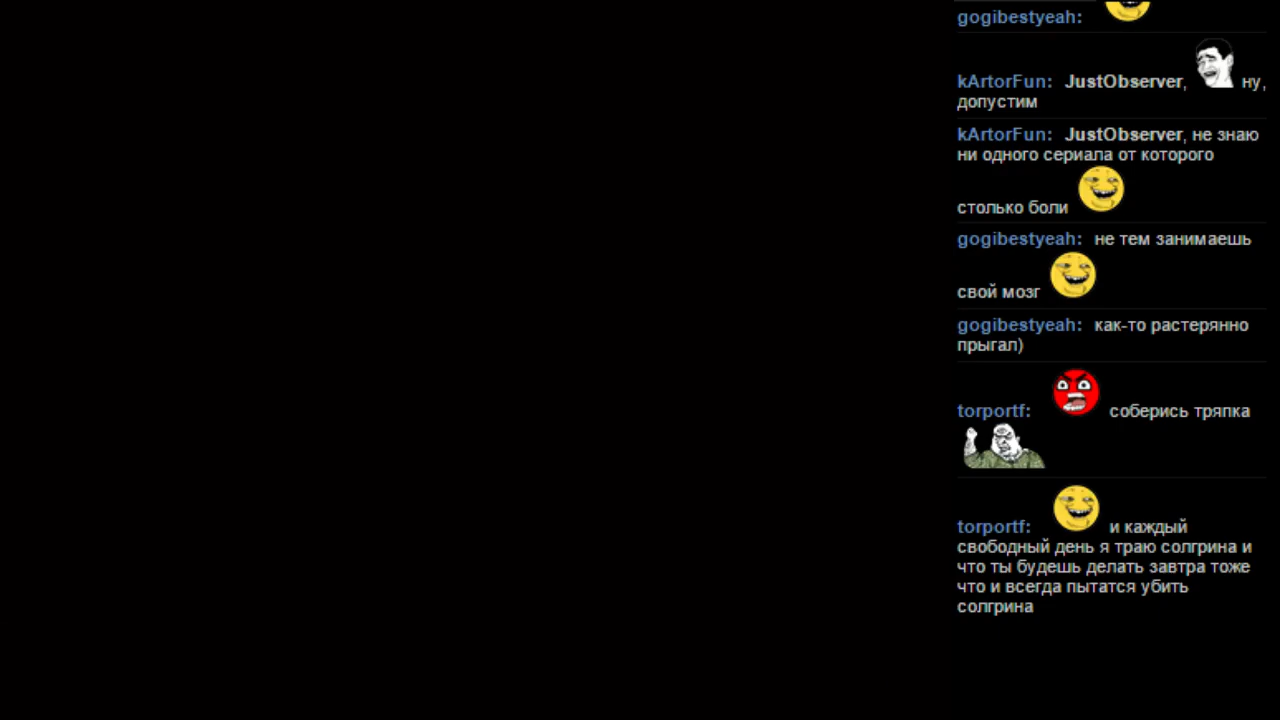 gogibestyeah:
kArtorFun: JustObserver, ну,
допустим
kArtorFun: JustObserver, не знаю
ни одного сериала от которого
столько боли
gogibestyeah: не тем занимаешь
свой мозг
gogibestyeah: как-то растерянно
прыгал)
torportf: соберись тряпка
torportf: и каждый
свободный день я траю солгрина и
что ты будешь делать завтра тоже
что и всегда пытатся убить
солгрина